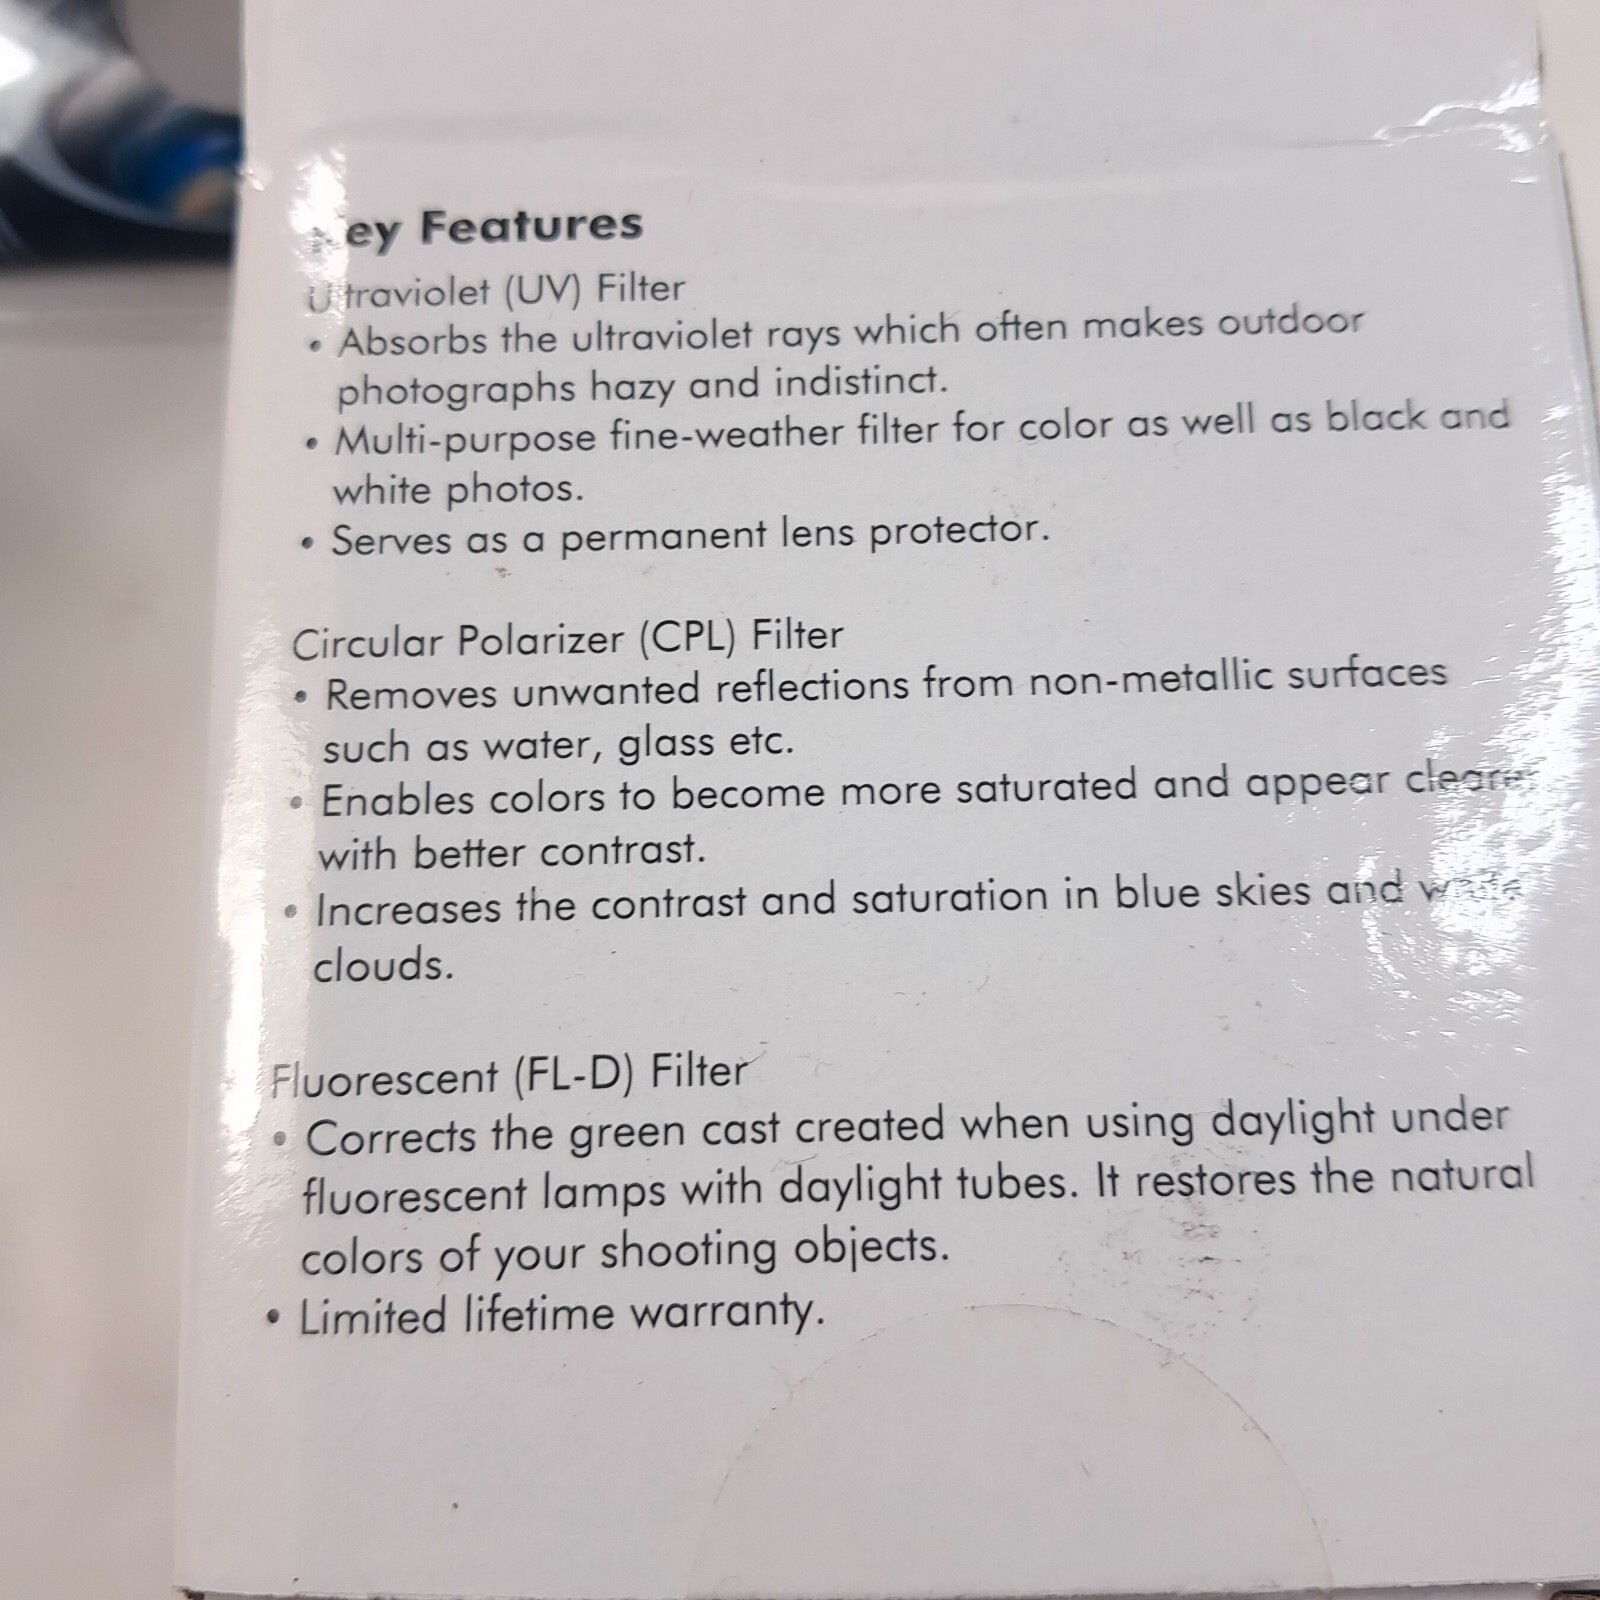 Key Features
Ultraviolet (UV) Filter
• Absorbs the ultraviolet rays which often makes outdoor
photographs hazy and indistinct.
• Multi-purpose fine-weather filter for color as well as black and
white photos.
• Serves as a permanent lens protector.
Circular Polarizer (CPL) Filter
• Removes unwanted reflections from non-metallic surfaces
such as water, glass etc.
• Enables colors to become more saturated and appear clearer
with better contrast.
• Increases the contrast and saturation in blue skies and white
clouds.
Fluorescent (FL-D) Filter
• Corrects the green cast created when using daylight under
fluorescent lamps with daylight tubes. It restores the natural
colors of your shooting objects.
• Limited lifetime warranty.